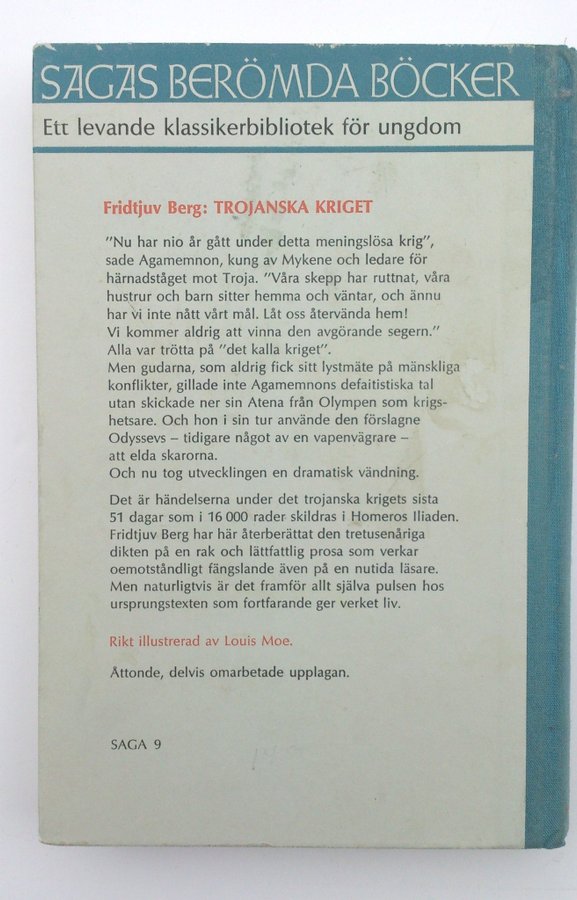 SAGAS BERÖMDA BÖCKER
Ett levande klassikerbibliotek för ungdom
Fridtjuv Berg: TROJANSKA KRIGET
"Nu har nio år gått under detta meningslösa krig",
sade Agamemnon, kung av Mykene och ledare för
härnadståget mot Troja. "Våra skepp har ruttnat, våra
hustrur och barn sitter hemma och väntar, och ännu
har vi inte nått vårt mål. Låt oss återvända hem!
Vi kommer aldrig att vinna den avgörande segern."
Alla var trötta på "det kalla kriget".
Men gudarna, som aldrig fick sitt lystmäte på mänskliga
konflikter, gillade inte Agamemnons defaitistiska tal
utan skickade ner sin Atena från Olympen som krigs-
hetsare. Och hon i sin tur använde den förslagne
Odyssevs – tidigare något av en vapenvägrare –
att elda skarorna.
Och nu tog utvecklingen en dramatisk vändning.
Det är händelserna under det trojanska krigets sista
51 dagar som i 16 000 rader skildras i Homeros Iliaden.
Fridtjuv Berg har här återberättat den tretusenåriga
dikten på en rak och lättfattlig prosa som verkar
oemotståndligt fängslande även på en nutida läsare.
Men naturligtvis är det framför allt själva pulsen hos
ursprungstexten som fortfarande ger verket liv.
Rikt illustrerad av Louis Moe.
Åttonde, delvis omarbetade upplagan.
SAGA 9